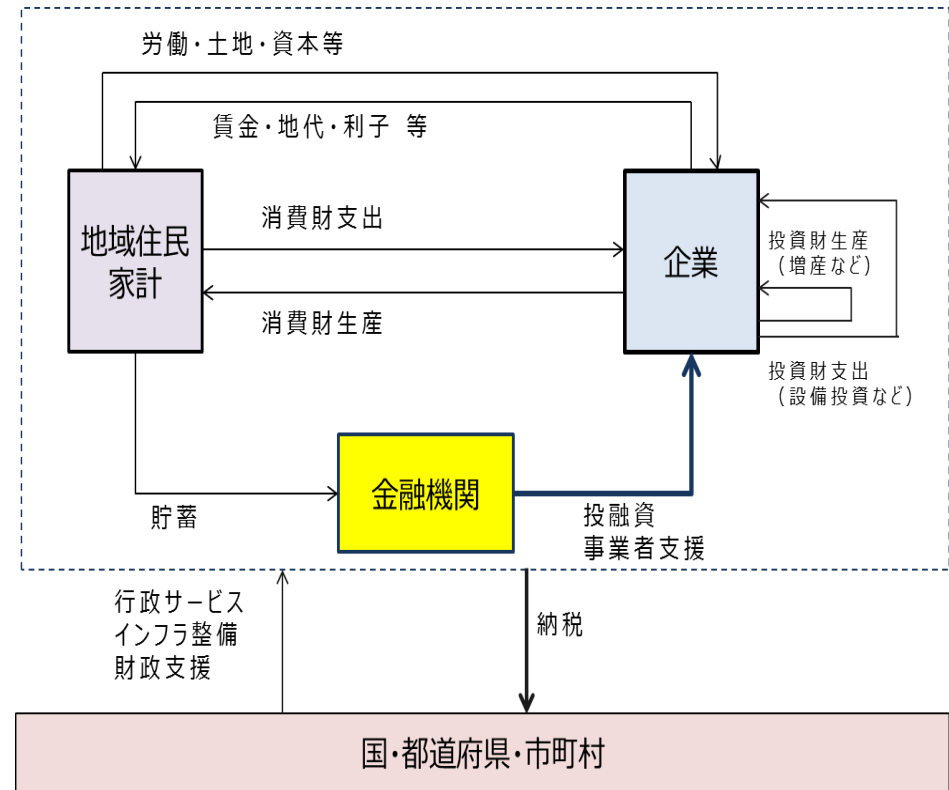 労働・土地・資本等
賃金・地代・利子 等
地域住民
家計
消費財支出
消費財生産
企業
投資財生産
（増産など）
投資財支出
（設備投資など）
金融機関
貯蓄
投融資
事業者支援
行政サービス
インフラ整備
財政支援
納税
国・都道府県・市町村